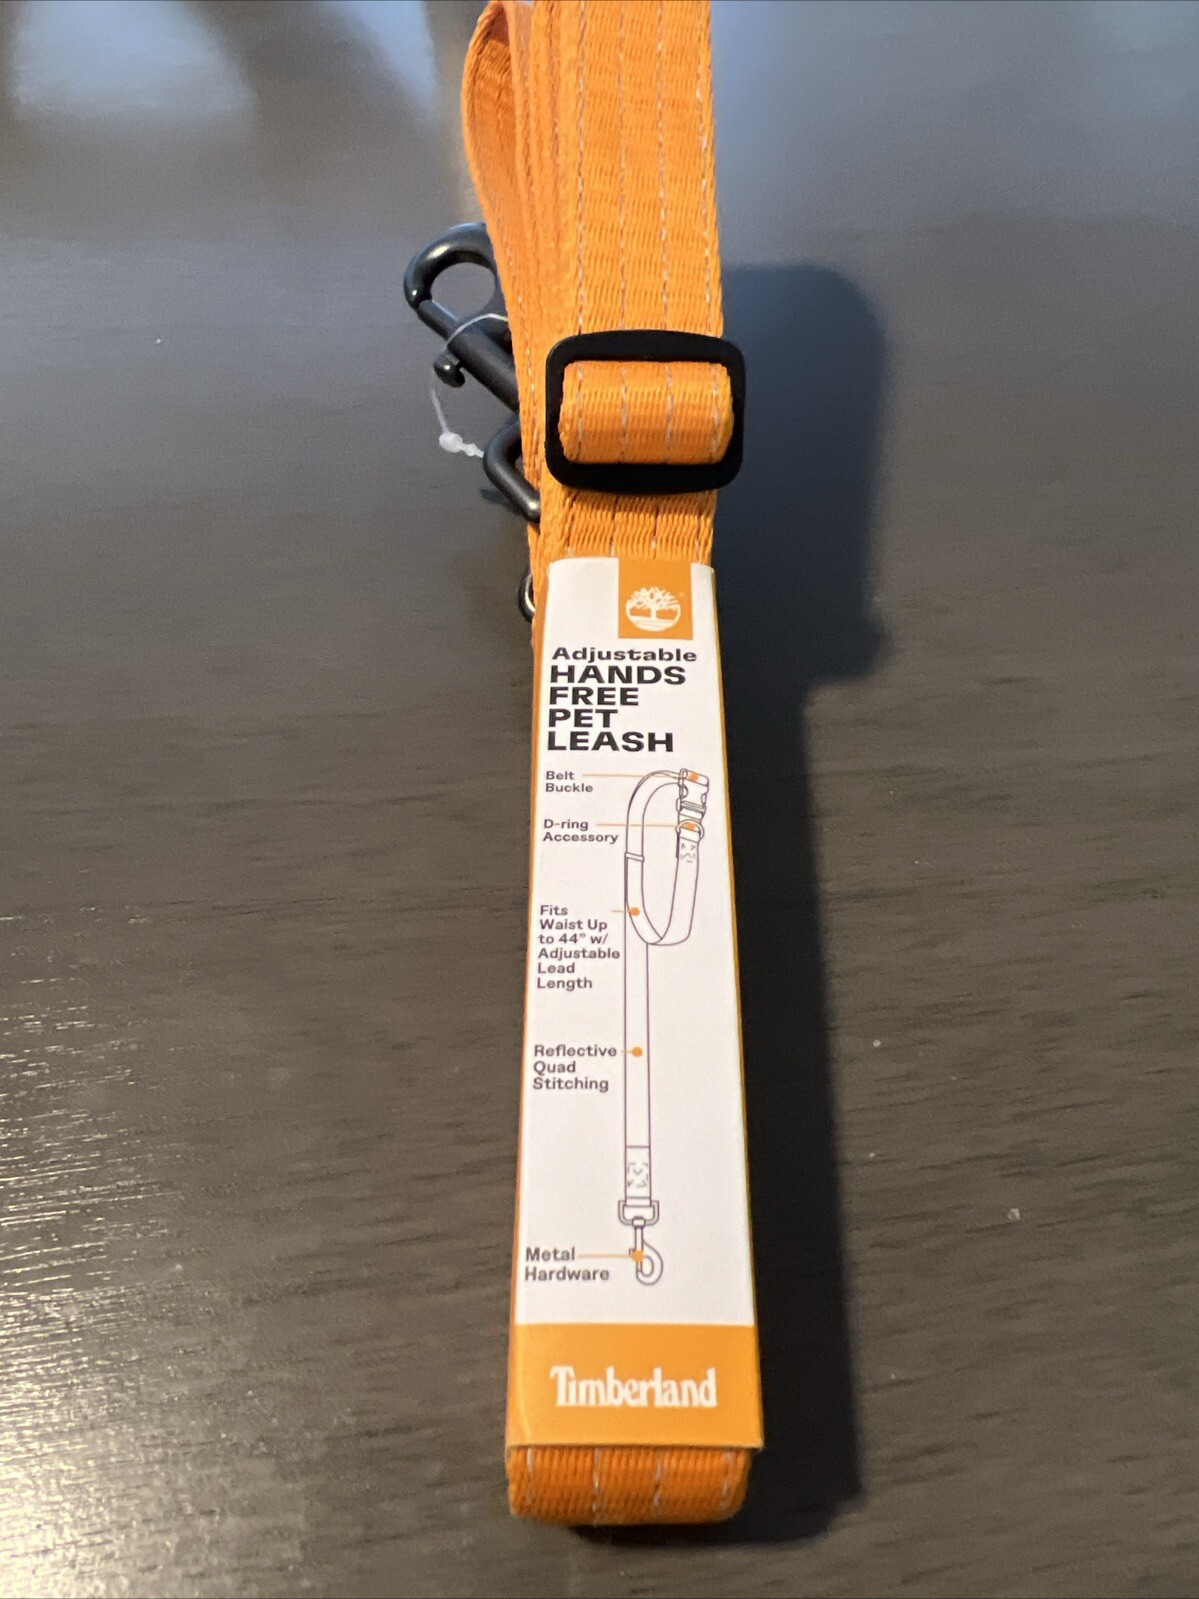 Adjustable
HANDS
FREE
PET
LEASH
Belt
Buckle
D-ring
Accessory
Fits
Waist Up
to 44" w/
Adjustable
Lead
Length
Reflective
Quad
Stitching
Metal
Hardware
Timberland